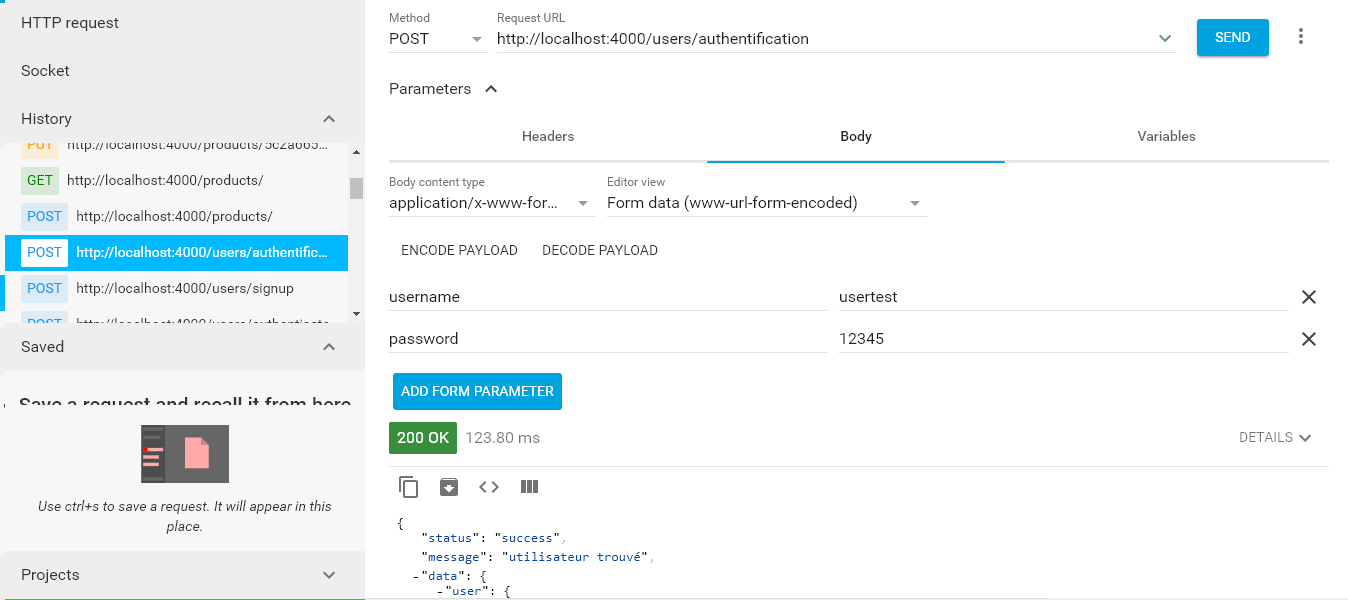 HTTP request
Socket
History
PUT http://localhost:4000/products/5c2a665...
GET http://localhost:4000/products/
POST http://localhost:4000/products/
POST http://localhost:4000/users/authentific...
POST http://localhost:4000/users/signup
POST http://localhost:4000/users/authenticate
Saved
Save a request and recall it from here
Use ctrl+s to save a request. It will appear in this
place.
Projects
Method
POST
Request URL
http://localhost:4000/users/authentification
SEND
Parameters
Headers Body Variables
Body content type
application/x-www-for...
Editor view
Form data (www-url-form-encoded)
ENCODE PAYLOAD DECODE PAYLOAD
username usertest
password 12345
ADD FORM PARAMETER
200 OK 123.80 ms DETAILS
{
"status": "success",
"message": "utilisateur trouvé",
-"data": {
-"user": {